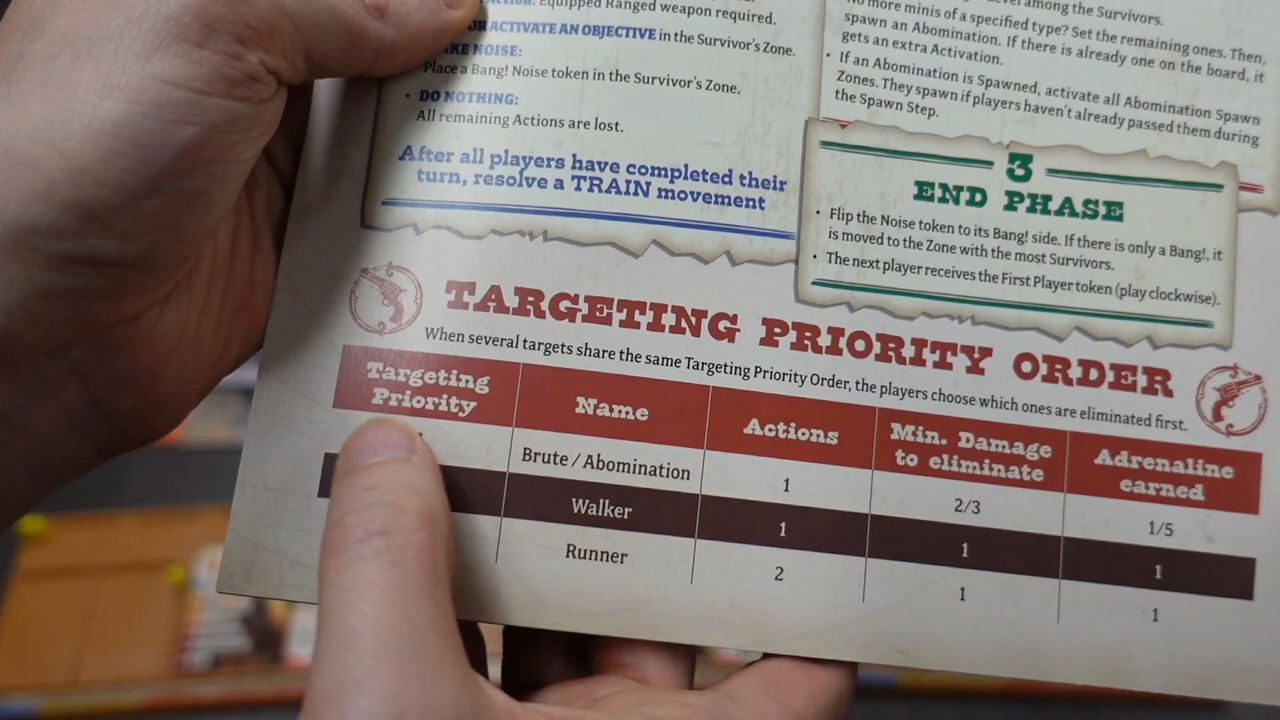 Equipped Ranged weapon required.
OR ACTIVATE AN OBJECTIVE in the Survivor's Zone.
NOISE:
Place a Bang! Noise token in the Survivor's Zone.
• DO NOTHING:
All remaining Actions are lost.
After all players have completed their
turn, resolve a TRAIN movement
among the Survivors.
No more minis of a specified type? Set the remaining ones. Then,
spawn an Abomination. If there is already one on the board, it
gets an extra Activation.
• If an Abomination is Spawned, activate all Abomination Spawn
Zones. They spawn if players haven't already passed them during
the Spawn Step.
3
END PHASE
• Flip the Noise token to its Bang! side. If there is only a Bang!, it
is moved to the Zone with the most Survivors.
• The next player receives the First Player token (play clockwise).
TARGETING PRIORITY ORDER
When several targets share the same Targeting Priority Order, the players choose which ones are eliminated first.
Targeting Priority Name Actions Min. Damage to eliminate Adrenaline earned
Brute / Abomination 1 2/3 1/5
Walker 1 1 1
Runner 2 1 1